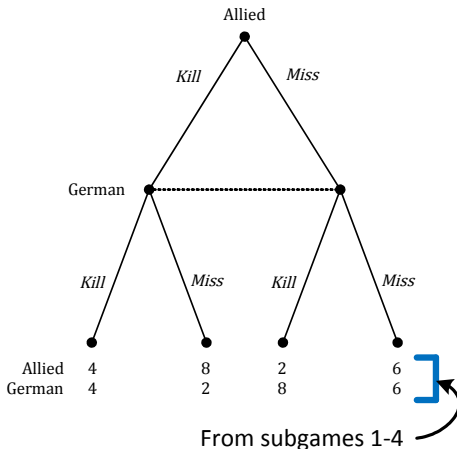 Allied
Kill Miss
German
Kill Miss Kill Miss
Allied 4 8 2 6
German 4 2 8 6
From subgames 1-4